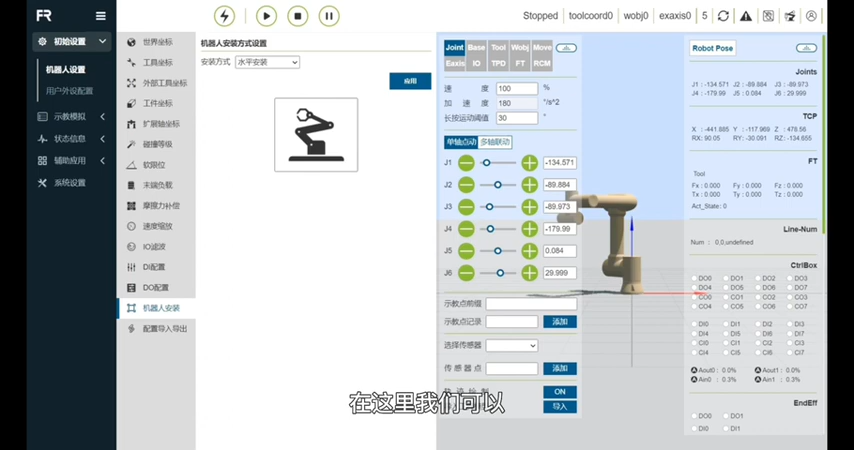 FR
Stopped toolcoord0 wobj0 exaxis0 5
初始设置
机器人设置
用户外设配置
示教模拟
状态信息
辅助应用
系统设置
世界坐标
工具坐标
外部工具坐标
工件坐标
扩展轴坐标
碰撞等级
软限位
末端负载
摩擦力补偿
速度缩放
IO滤波
DI配置
DO配置
机器人安装
配置导入导出
机器人安装方式设置
安装方式 水平安装
应用
Joint Base Tool Wobj Move
Eaxis IO TPD FT RCM
速度 100 %
加速度 180 °/s^2
长按运动阈值 30 °
单轴点动 多轴联动
J1 -134.571
J2 -89.884
J3 -89.973
J4 -179.99
J5 0.084
J6 29.999
示教点前缀
示教点记录 添加
选择传感器
传感器点 添加
ON
导入
Robot Pose
Joints
J1 : -134.571 J2 : -89.884 J3 : -89.973
J4 : -179.99 J5 : 0.084 J6 : 29.999
TCP
X : -441.885 Y : -117.969 Z : 476.56
RX: 90.05 RY: -30.091 RZ: -134.655
FT
Tool
Fx : 0.000 Fy : 0.000 Fz : 0.000
Tx : 0.000 Ty : 0.000 Tz : 0.000
Act_State: 0
Line-Num
Num : 0,0,undefined
CtrlBox
DO0 DO1 DO2 DO3
DO4 DO5 DO6 DO7
CO0 CO1 CO2 CO3
CO4 CO5 CO6 CO7
DI0 DI1 DI2 DI3
DI4 DI5 DI6 DI7
CI0 CI1 CI2 CI3
CI4 CI5 CI6 CI7
Aout0 : 0.0% Aout1 : 0.0%
Ain0 : 0.3% Ain1 : 0.3%
EndEff
DO0 DO1
DI0 DI1
在这里我们可以